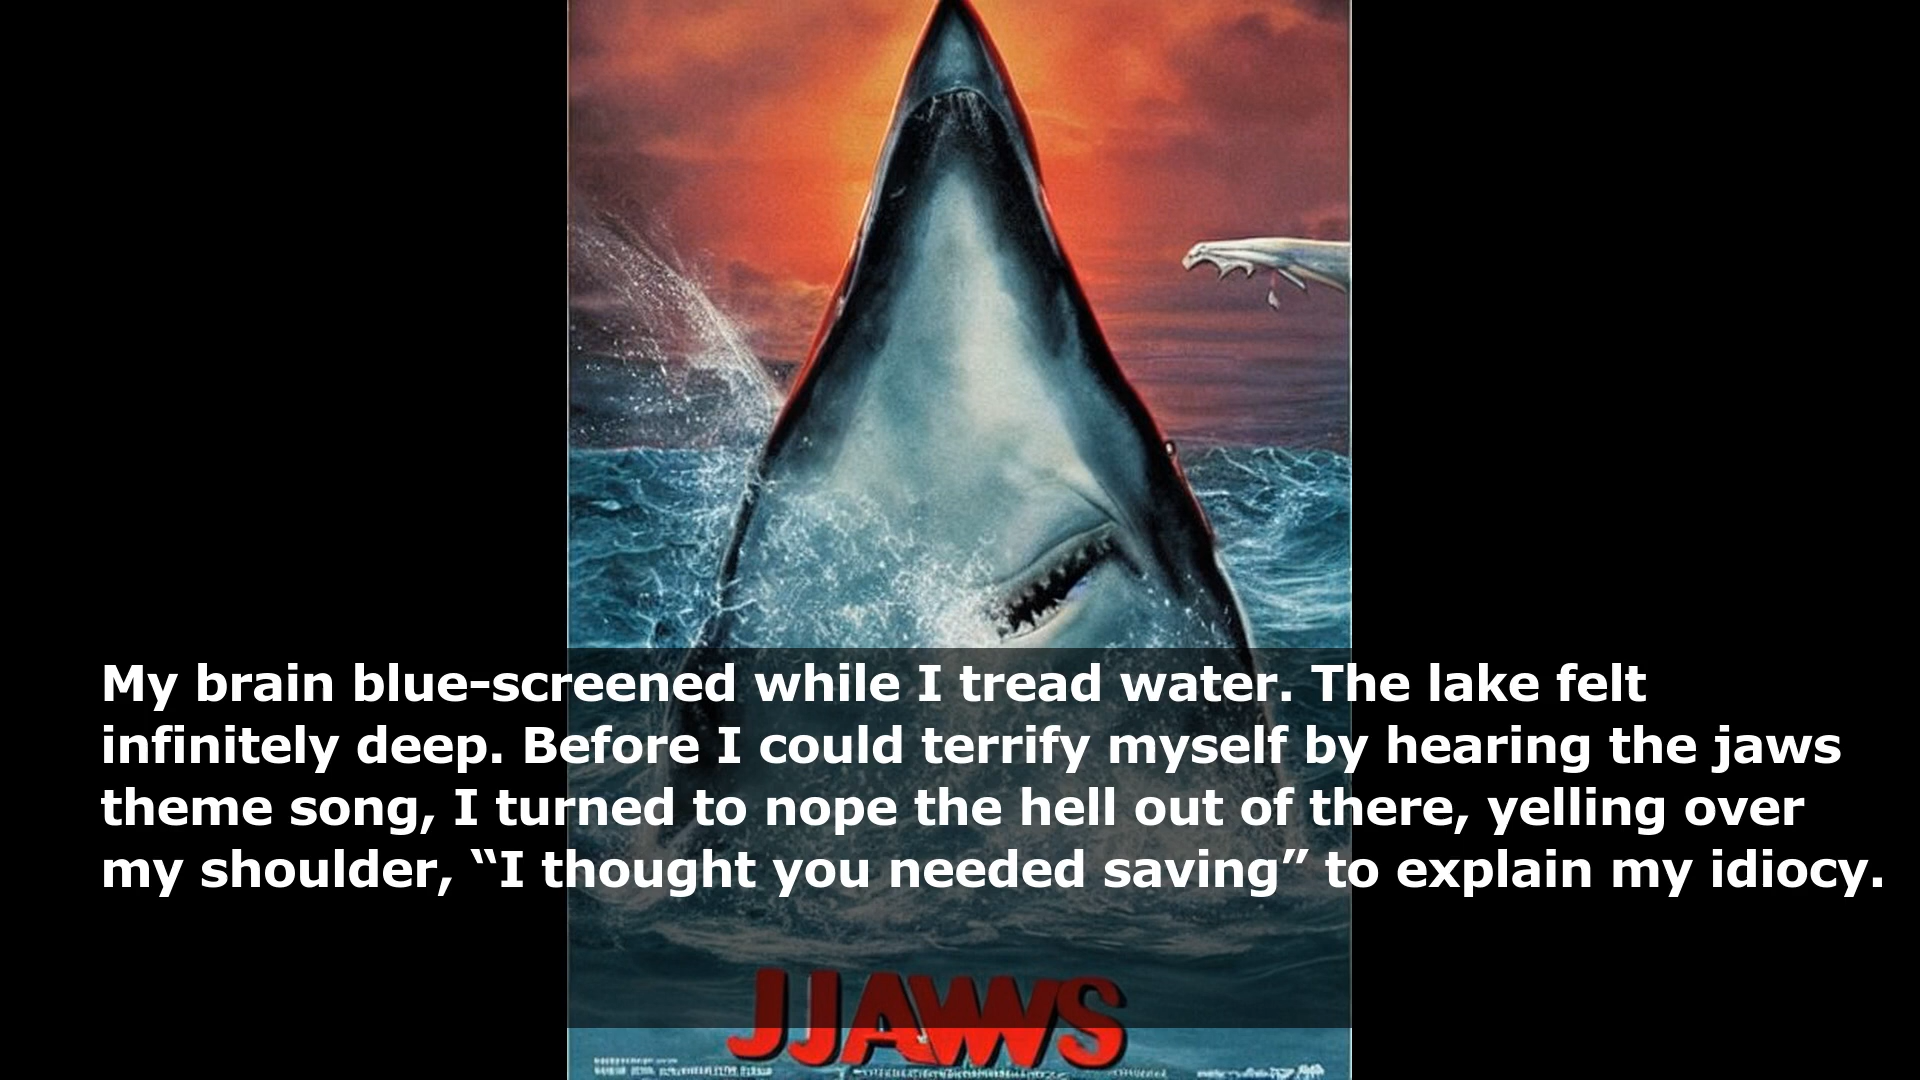 My brain blue-screened while I tread water. The lake felt
infinitely deep. Before I could terrify myself by hearing the jaws
theme song, I turned to nope the hell out of there, yelling over
my shoulder, “I thought you needed saving” to explain my idiocy.
JJAWS